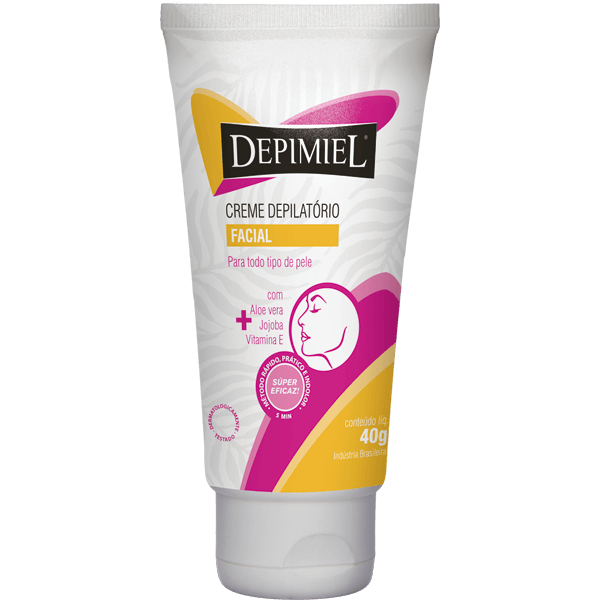 DEPIMIEL®
CREME DEPILATÓRIO
FACIAL
Para todo tipo de pele
com
Aloe vera
+ Jojoba
Vitamina E
MÉTODO RÁPIDO, PRÁTICO E INDOLOR
SÚPER
EFICAZ!
5 MIN
DERMATOLOGICAMENTE
TESTADO
conteúdo líq.
40g
Indústria Brasileira